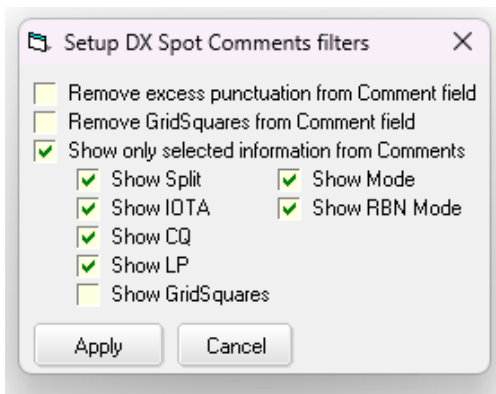 Setup DX Spot Comments filters
Remove excess punctuation from Comment field
Remove GridSquares from Comment field
Show only selected information from Comments
Show Split Show Mode
Show IOTA Show RBN Mode
Show CQ
Show LP
Show GridSquares
Apply Cancel